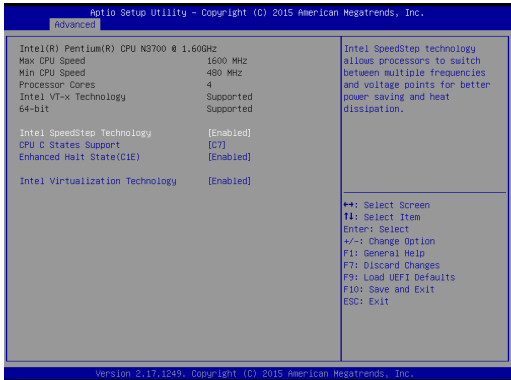 Aptio Setup Utility – Copyright (C) 2015 American Megatrends, Inc.
Advanced
Intel(R) Pentium(R) CPU N3700 @ 1.60GHz
Max CPU Speed 1600 MHz
Min CPU Speed 480 MHz
Processor Cores 4
Intel VT-x Technology Supported
64-bit Supported
Intel SpeedStep Technology [Enabled]
CPU C States Support [C7]
Enhanced Halt State(C1E) [Enabled]
Intel Virtualization Technology [Enabled]
Intel SpeedStep technology
allows processors to switch
between multiple frequencies
and voltage points for better
power saving and heat
dissipation.
↔: Select Screen
↑↓: Select Item
Enter: Select
+/-: Change Option
F1: General Help
F7: Discard Changes
F9: Load UEFI Defaults
F10: Save and Exit
ESC: Exit
Version 2.17.1249. Copyright (C) 2015 American Megatrends, Inc.